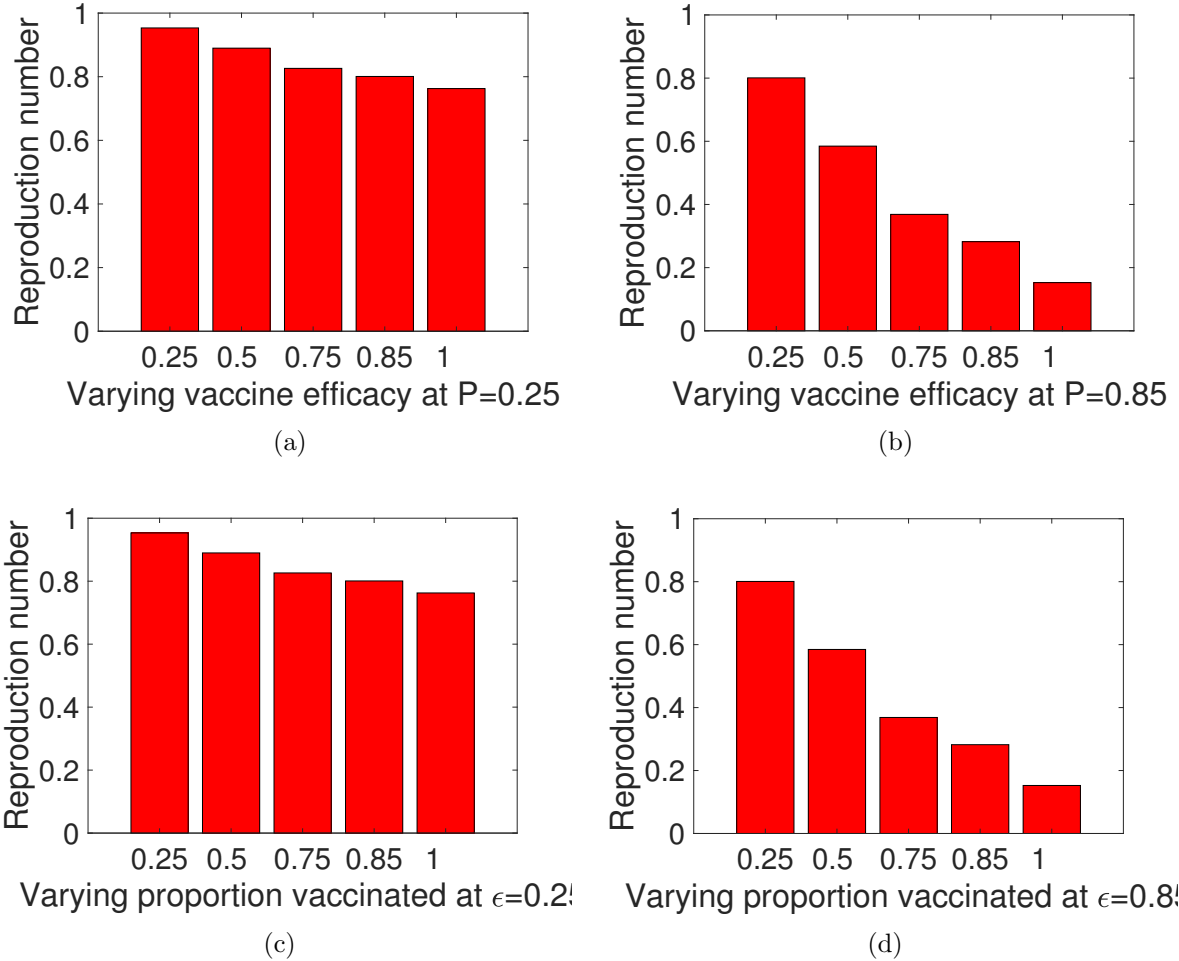 1
0.8
0.6
0.4
0.2
0
Reproduction number
0.25 0.5 0.75 0.85 1
Varying vaccine efficacy at P=0.25
(a)
1
0.8
0.6
0.4
0.2
0
Reproduction number
0.25 0.5 0.75 0.85 1
Varying vaccine efficacy at P=0.85
(b)
1
0.8
0.6
0.4
0.2
0
Reproduction number
0.25 0.5 0.75 0.85 1
Varying proportion vaccinated at ϵ=0.25
(c)
1
0.8
0.6
0.4
0.2
0
Reproduction number
0.25 0.5 0.75 0.85 1
Varying proportion vaccinated at ϵ=0.85
(d)